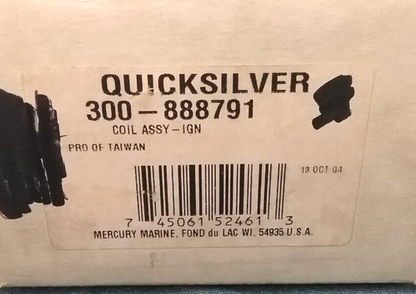 QUICKSILVER
300-888791
COIL ASSY-IGN
PRO OF TAIWAN
13 OCT 04
7 45061 52461 3
MERCURY MARINE, FOND du LAC WI. 54935 U.S.A.